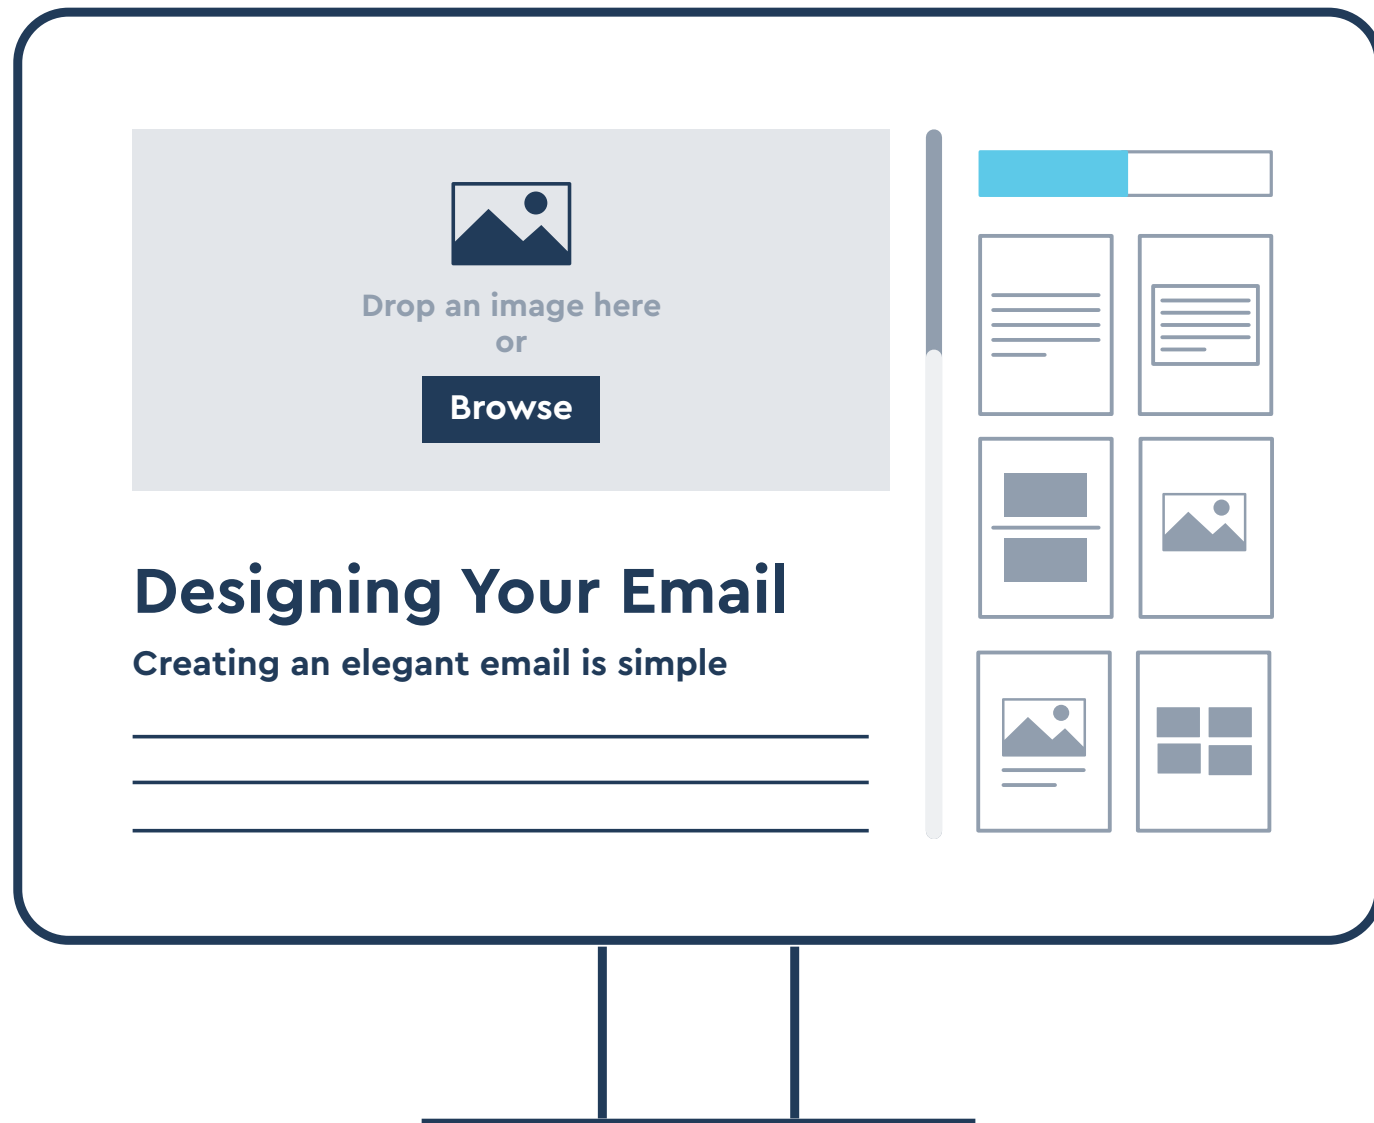 Drop an image here
or
Browse
Designing Your Email
Creating an elegant email is simple